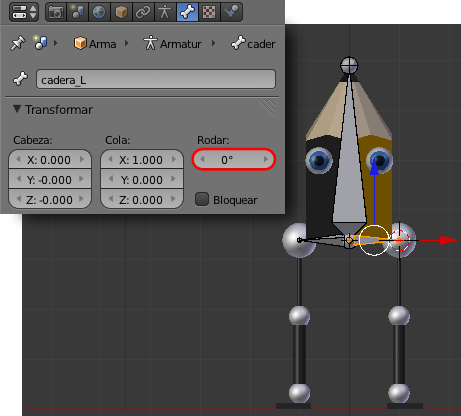 Arma Armatur cader
cadera_L
Transformar
Cabeza: Cola: Rodar:
X: 0.000 X: 1.000 0°
Y: -0.000 Y: 0.000
Z: -0.000 Z: 0.000 Bloquear